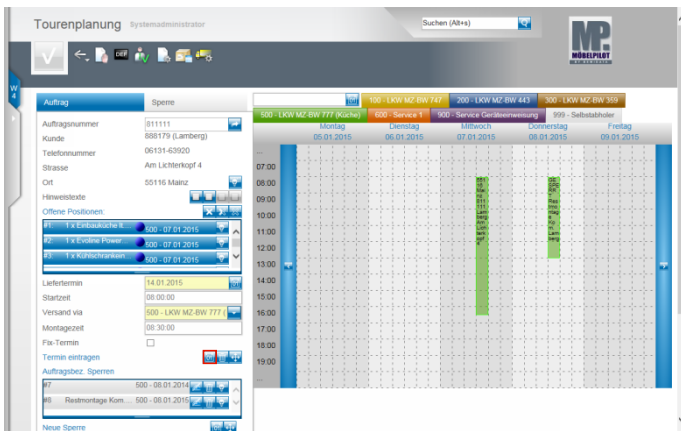 Tourenplanung Systemadministrator
Suchen (Alt+s)
DEF
MP
MÖBELPILOT
W
4
Auftrag Sperre
Auftragsnummer 811111
Kunde 888179 (Lamberg)
Telefonnummer 06131-63920
Strasse Am Lichterkopf 4
Ort 55116 Mainz
Hinweistexte
Offene Positionen:
#1: 1 x Einbauküche lt... 500 - 07.01.2015
#2: 1 x Evoline Power... 500 - 07.01.2015
#3 1 x Kühlschrankein... 500 - 07.01.2015
Liefertermin 14.01.2015
Startzeit 08:00:00
Versand via 500 - LKW MZ-BW 777 (
Montagezeit 08:30:00
Fix-Termin
Termin eintragen
Auftragsbez. Sperren
#7 500 - 08.01.2014
#8 Restmontage Kom... 500 - 08.01.2015
Neue Sperre
100 - LKW MZ-BW 747 200 - LKW MZ-BW 443 300 - LKW MZ-BW 359
500 - LKW MZ-BW 777 (Küche) 600 - Service 1 900 - Service Geräteeinweisung 999 - Selbstabholer
Montag Dienstag Mittwoch Donnerstag Freitag
05.01.2015 06.01.2015 07.01.2015 08.01.2015 09.01.2015
...
07:00
08:00
09:00
10:00
11:00
12:00
13:00
14:00
15:00
16:00
17:00
18:00
19:00
...